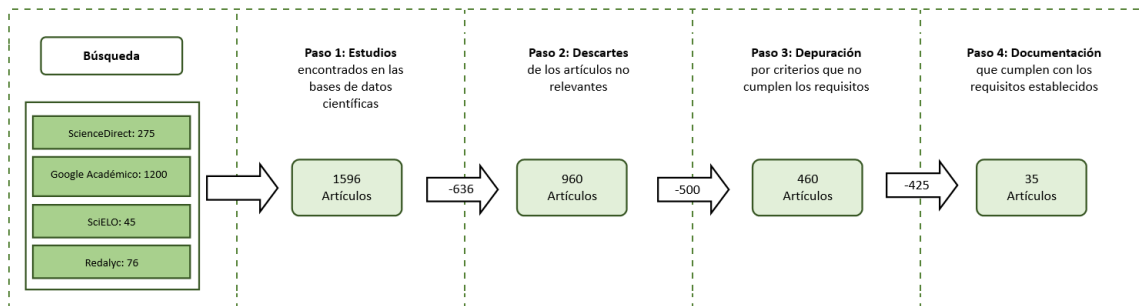 Búsqueda
ScienceDirect: 275
Google Académico: 1200
SciELO: 45
Redalyc: 76
Paso 1: Estudios
encontrados en las
bases de datos
científicas
1596
Artículos
-636
Paso 2: Descartes
de los artículos no
relevantes
960
Artículos
-500
Paso 3: Depuración
por criterios que no
cumplen los requisitos
460
Artículos
-425
Paso 4: Documentación
que cumplen con los
requisitos establecidos
35
Artículos